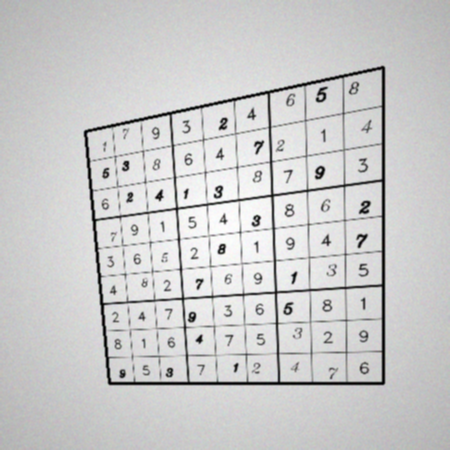 1 7 9 3 2 4 6 5 8
5 3 8 6 4 7 2 1 4
6 2 4 1 3 8 7 9 3
7 9 1 5 4 3 8 6 2
3 6 5 2 8 1 9 4 7
4 8 2 7 6 9 1 3 5
2 4 7 9 3 6 5 8 1
8 1 6 4 7 5 3 2 9
9 5 3 7 1 2 4 7 6